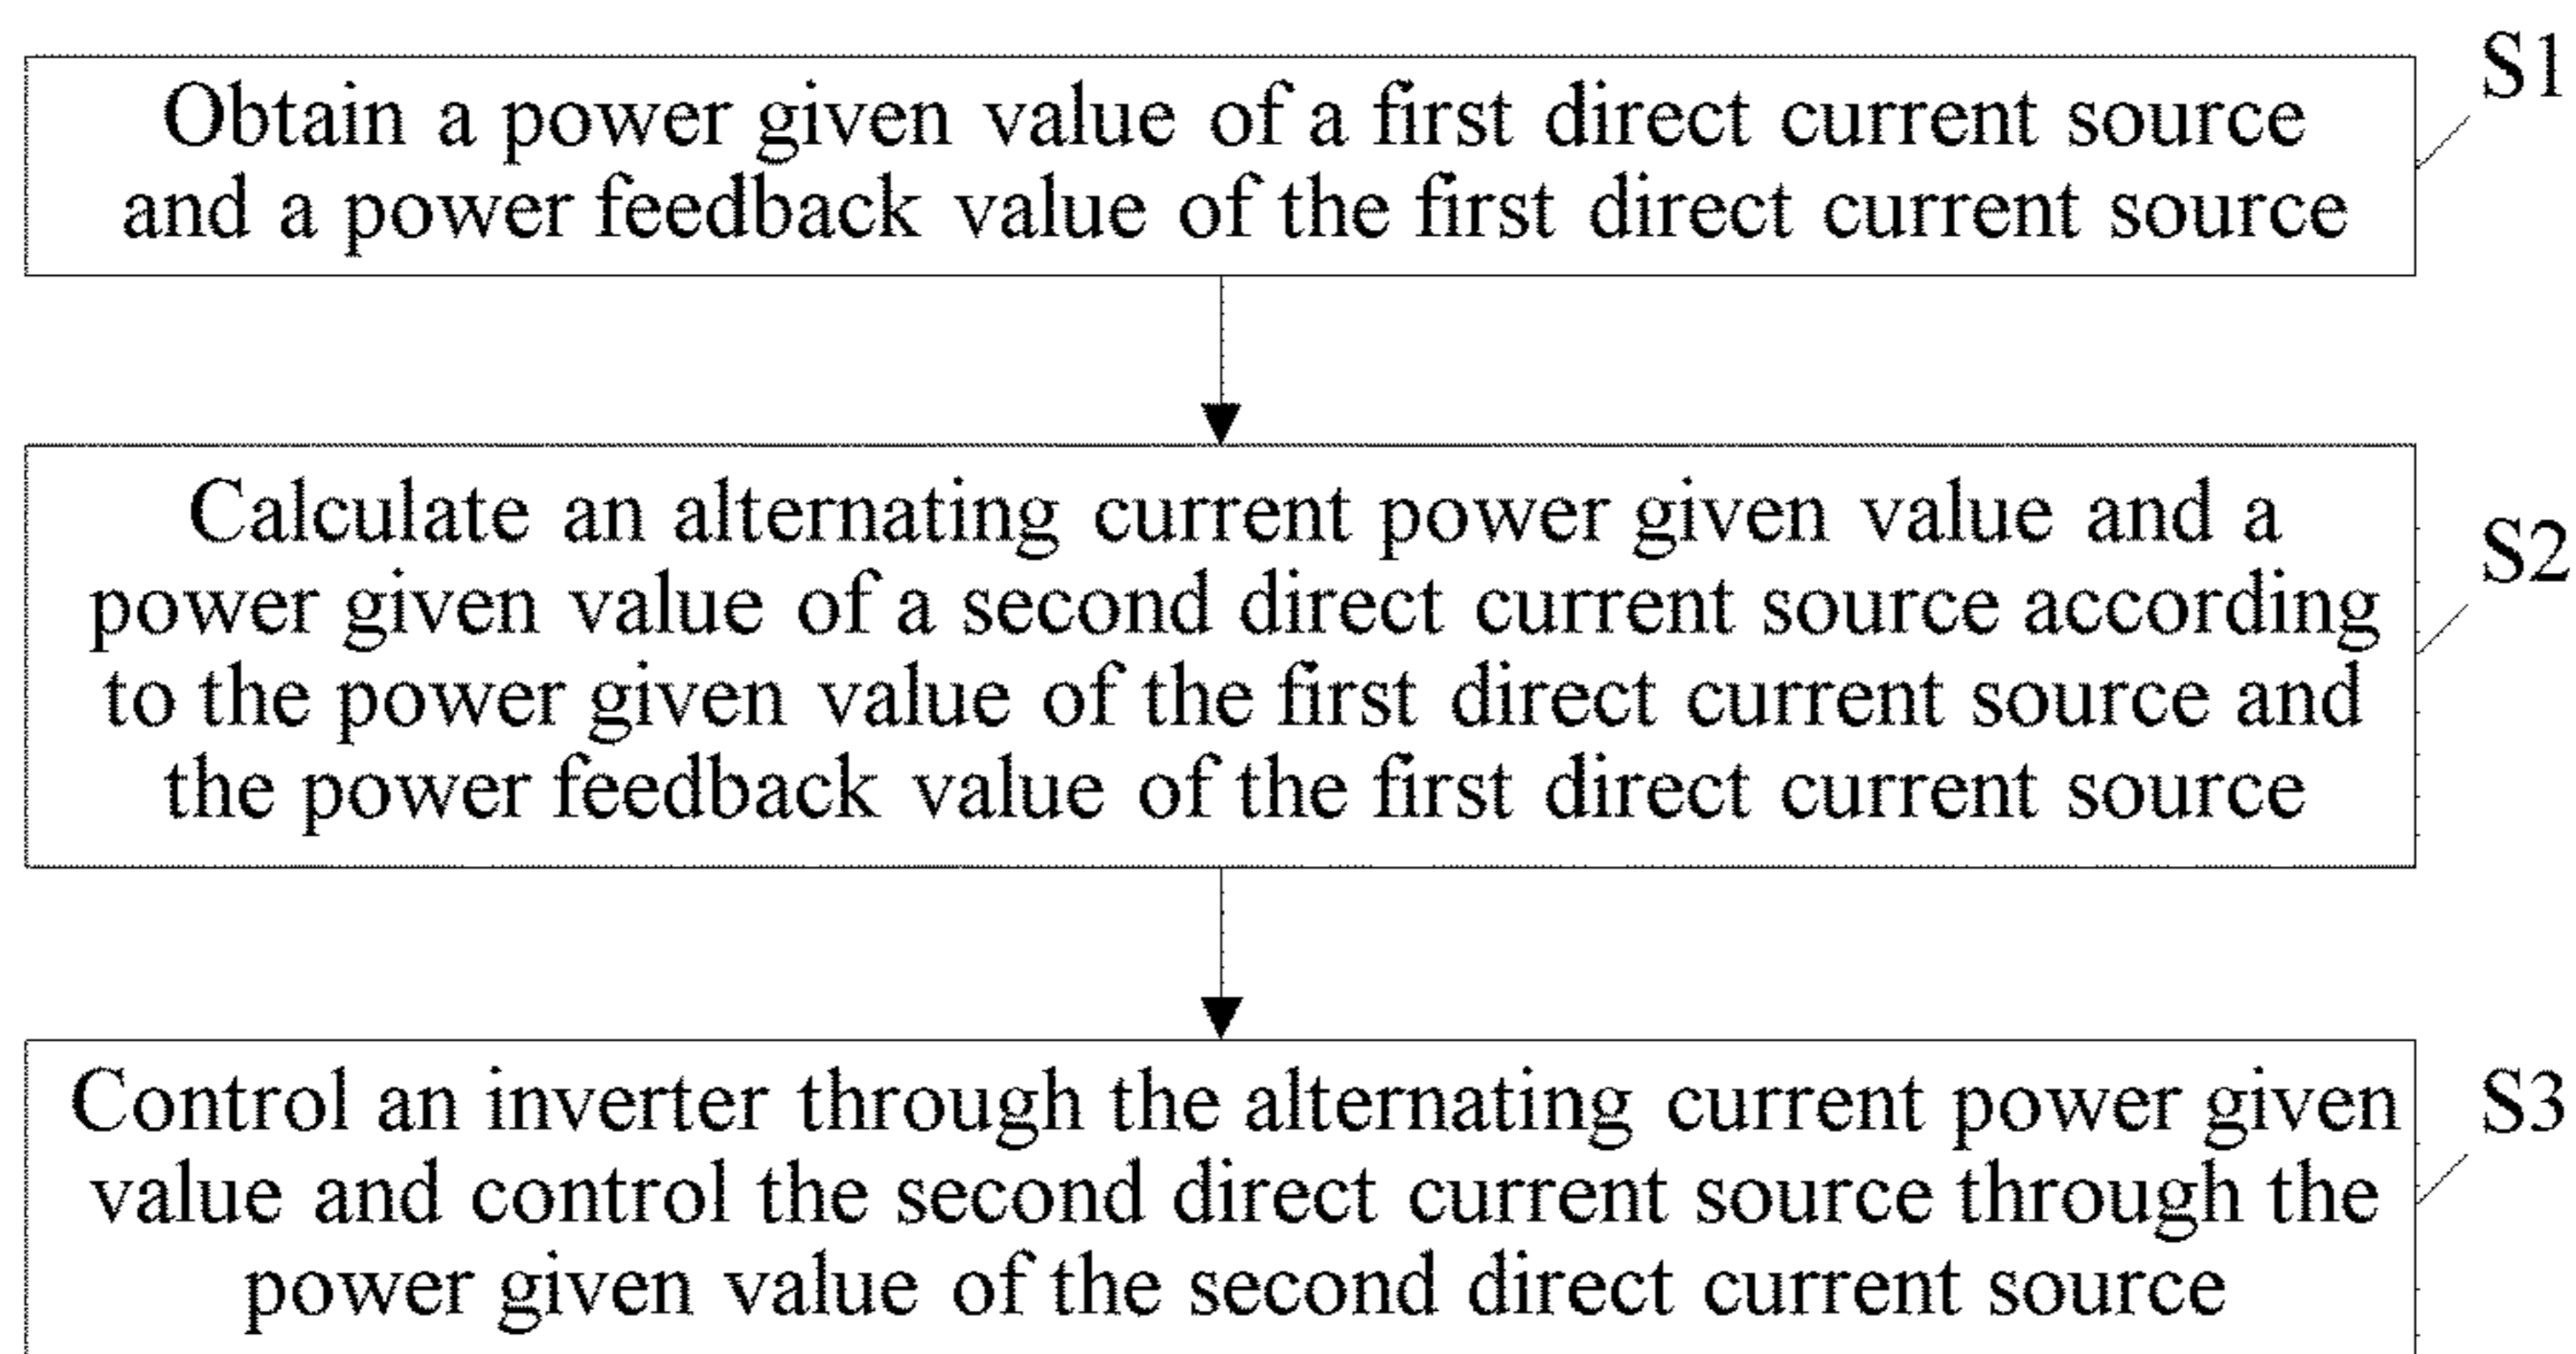 S1
Obtain a power given value of a first direct current source
and a power feedback value of the first direct current source
Calculate an alternating current power given value and a
S2
power given value of a second direct current source according
to the power given value of the first direct current source and
the power feedback value of the first direct current source
Control an inverter through the alternating current power given
S3
value and control the second direct current source through the
power given value of the second direct current source